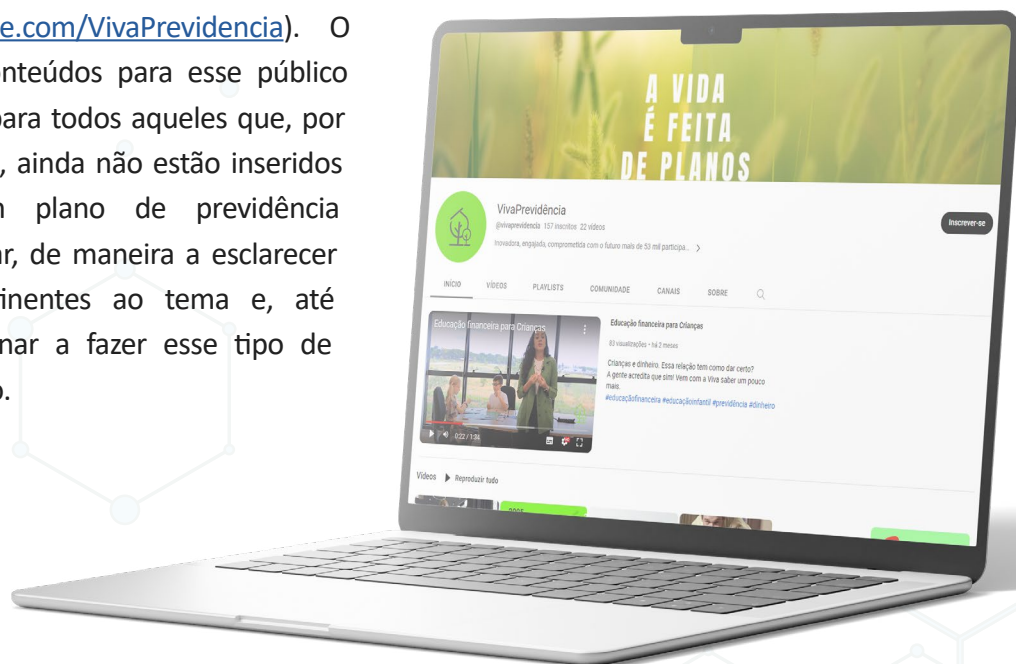 e.com/VivaPrevidencia). O
onteúdos para esse público
para todos aqueles que, por
, ainda não estão inseridos
plano de previdência
ar, de maneira a esclarecer
tinentes ao tema e, até
nar a fazer esse tipo de
o.
A VIDA
É FEITA
DE PLANOS
VivaPrevidência
@vivaprevidencia 157 inscritos 22 vídeos
Inovadora, engajada, comprometida com o futuro mais de 53 mil participa...
Inscrever-se
INÍCIO VÍDEOS PLAYLISTS COMUNIDADE CANAIS SOBRE
Educação financeira para Crianças
0:22 / 1:34
Educação financeira para Crianças
83 visualizações • há 2 meses
Crianças e dinheiro. Essa relação tem como dar certo?
A gente acredita que sim! Vem com a Viva saber um pouco
mais.
#educaçãofinanceira #educaçãoinfantil #previdência #dinheiro
Vídeos Reproduzir tudo